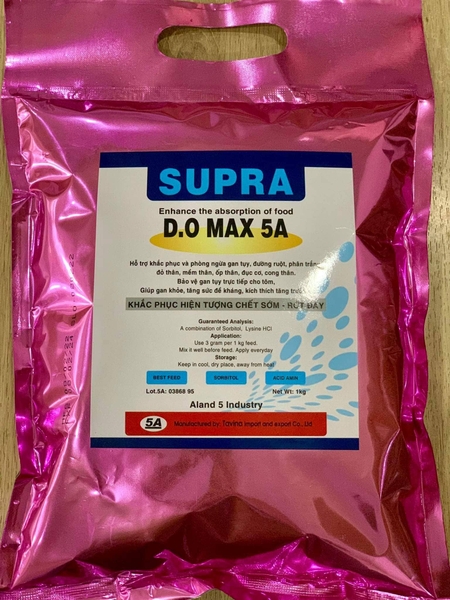 SUPRA
Enhance the absorption of food
D.O MAX 5A
Hỗ trợ khắc phục và phòng ngừa gan tụy, đường ruột, phân trắng
đỏ thân, mềm thân, ốp thân, đục cơ, cong thân.
Bảo vệ gan tụy trực tiếp cho tôm,
Giúp gan khỏe, tăng sức đề kháng, kích thích tăng
KHẮC PHỤC HIỆN TƯỢNG CHẾT SỚM - RỚT ĐÁY
Guaranteed Analysis:
A combination of Sorbitol, Lysine HCl
Application:
Use 3 gram per 1 kg feed.
Mix it well before feed. Apply everyday
Storage:
Keep in cool, dry place, away from heat
BEST FEED SORBITOL ACID AMIN
Lot.5A: 03868 95 Net Wt: 1kg
Aland 5 Industry
5A Manufactured by: Tavina import and export Co., Ltd